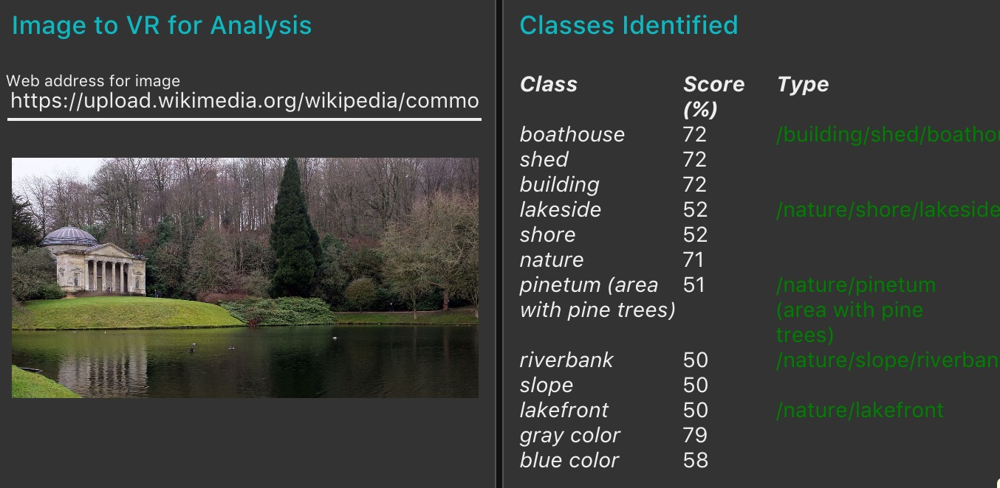 Image to VR for Analysis
Web address for image
https://upload.wikimedia.org/wikipedia/commo
Classes Identified
Class Score Type
(%)
boathouse 72 /building/shed/boathou
shed 72
building 72
lakeside 52 /nature/shore/lakeside
shore 52
nature 71
pinetum (area 51 /nature/pinetum
with pine trees) (area with pine
trees)
riverbank 50 /nature/slope/riverban
slope 50
lakefront 50 /nature/lakefront
gray color 79
blue color 58